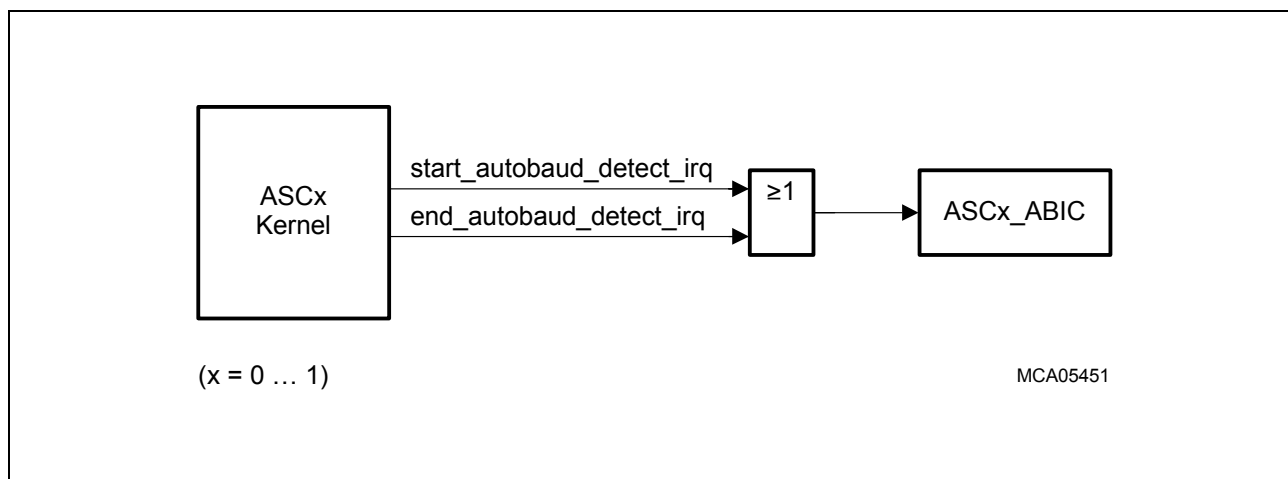 ASCx
Kernel
start_autobaud_detect_irq
end_autobaud_detect_irq
≥1
ASCx_ABIC
(x = 0 … 1)
MCA05451